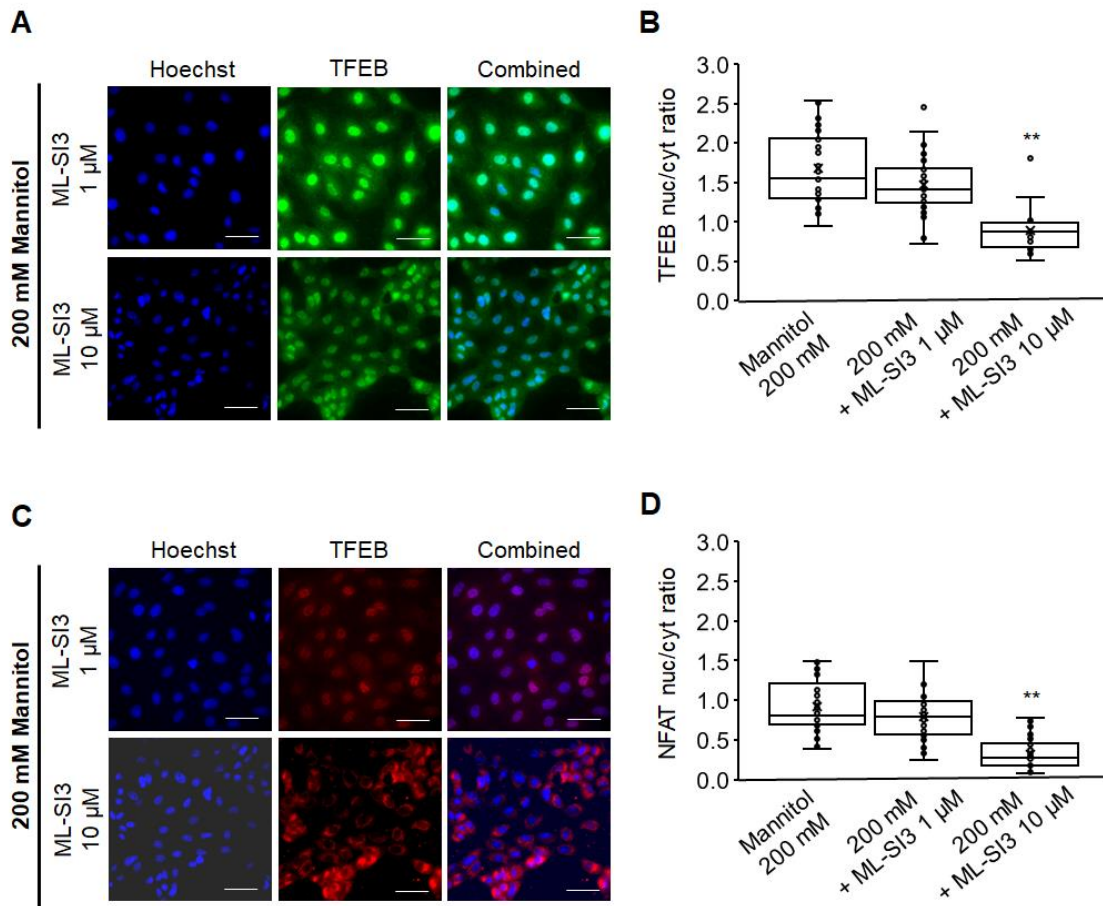 A
Hoechst
TFEB
Combined
200 mM Mannitol
ML-SI3
1 µM
ML-SI3
10 µM
B
TFEB nuc/cyt ratio
3.0
2.5
2.0
1.5
1.0
0.5
0.0
**
Mannitol
200 mM
200 mM
+ ML-SI3 1 µM
200 mM
+ ML-SI3 10 µM
C
Hoechst
TFEB
Combined
200 mM Mannitol
ML-SI3
1 µM
ML-SI3
10 µM
D
NFAT nuc/cyt ratio
3.0
2.5
2.0
1.5
1.0
0.5
0.0
**
Mannitol
200 mM
200 mM
+ ML-SI3 1 µM
200 mM
+ ML-SI3 10 µM